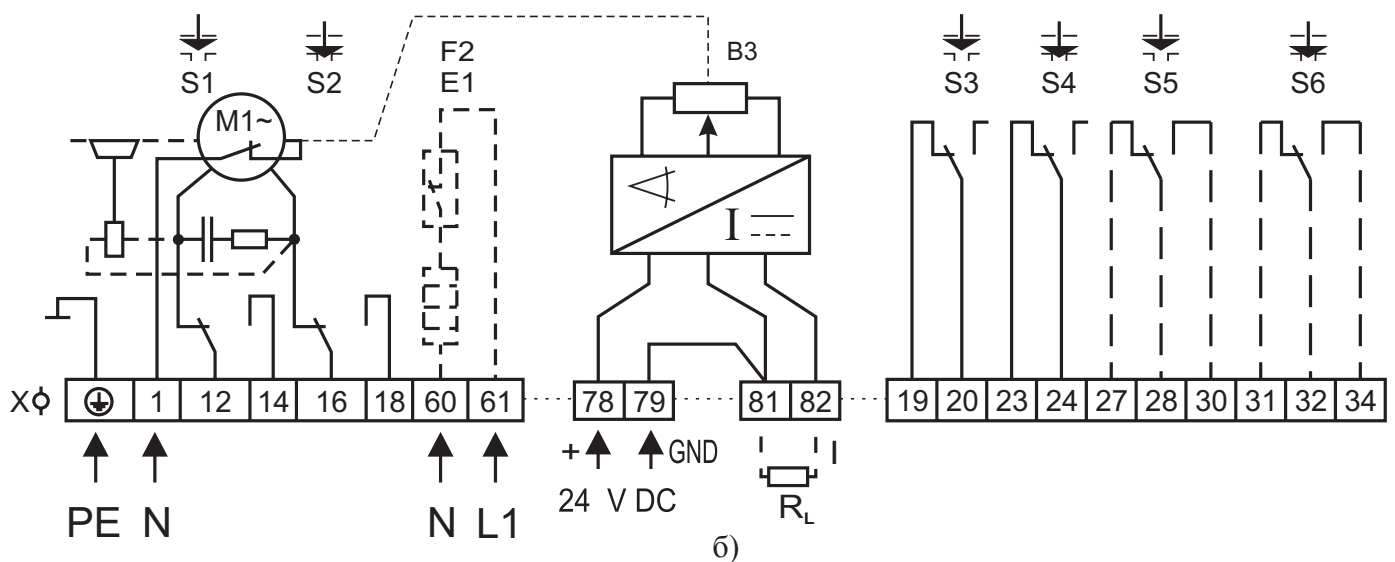 S1 S2 F2 B3 S3 S4 S5 S6
E1
M1~
I
X 1 12 14 16 18 60 61 78 79 81 82 19 20 23 24 27 28 30 31 32 34
+ GND I
24 V DC
PE N N L1 R_L
б)